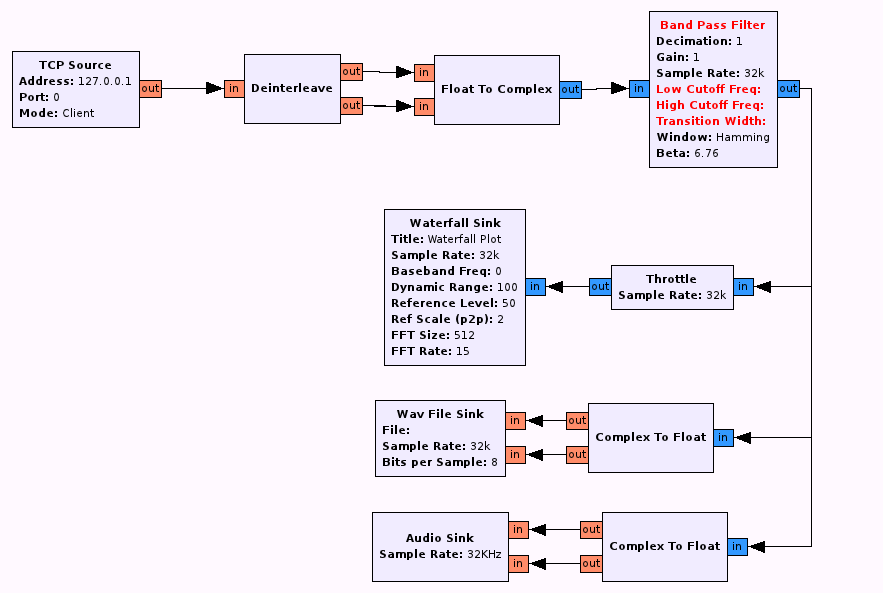 TCP Source
Address: 127.0.0.1
Port: 0
Mode: Client
out
in
Deinterleave
out
out
in
in
Float To Complex
out
in
Band Pass Filter
Decimation: 1
Gain: 1
Sample Rate: 32k
Low Cutoff Freq:
High Cutoff Freq:
Transition Width:
Window: Hamming
Beta: 6.76
out
Waterfall Sink
Title: Waterfall Plot
Sample Rate: 32k
Baseband Freq: 0
Dynamic Range: 100
Reference Level: 50
Ref Scale (p2p): 2
FFT Size: 512
FFT Rate: 15
in
out
Throttle
Sample Rate: 32k
in
Wav File Sink
File:
Sample Rate: 32k
Bits per Sample: 8
in
in
out
out
Complex To Float
in
Audio Sink
Sample Rate: 32KHz
in
in
out
out
Complex To Float
in